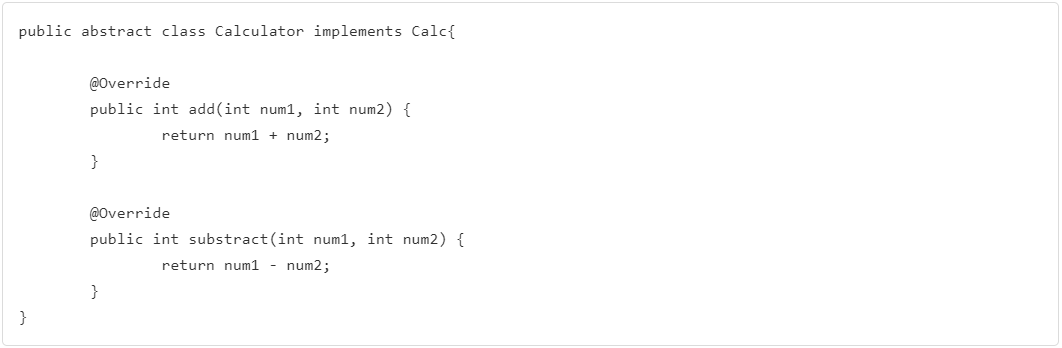 public abstract class Calculator implements Calc{
@Override
public int add(int num1, int num2) {
return num1 + num2;
}
@Override
public int substract(int num1, int num2) {
return num1 - num2;
}
}